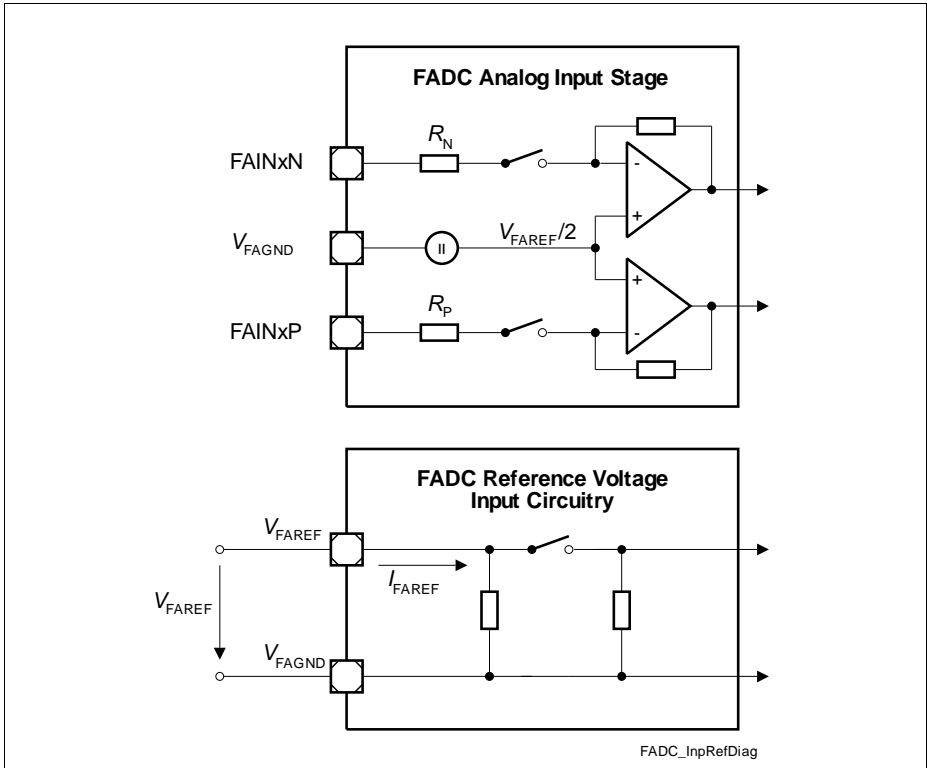 FADC Analog Input Stage
R_N
FAINxN
-
+
V_FAGND
=
V_FAREF/2
+
R_P
FAINxP
-
FADC Reference Voltage
Input Circuitry
V_FAREF
I_FAREF
V_FAREF
V_FAGND
FADC_InpRefDiag